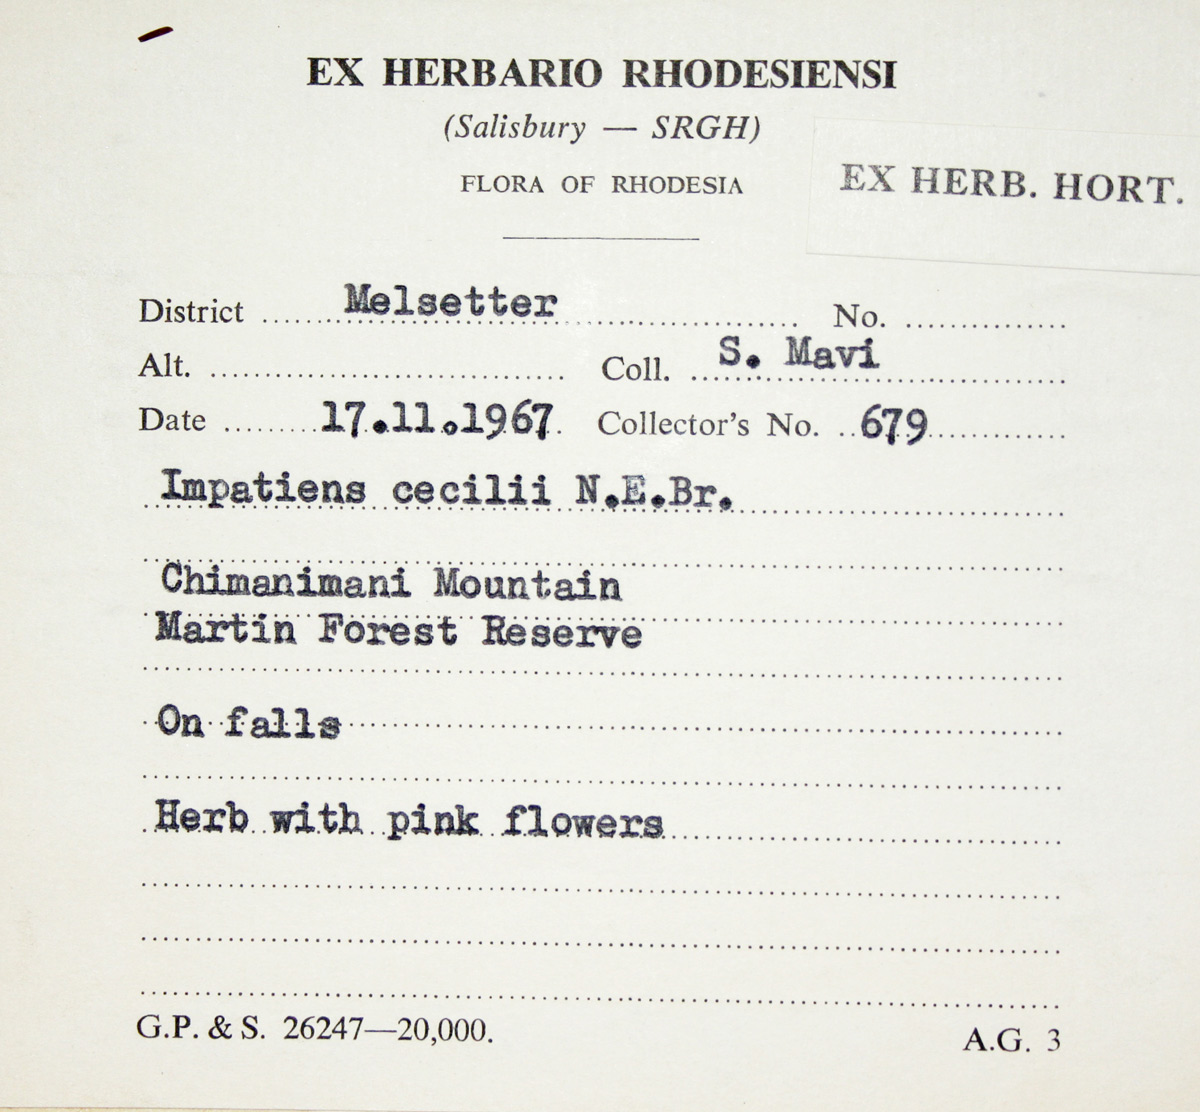 EX HERBARIO RHODESIENSI
(Salisbury — SRGH)
FLORA OF RHODESIA
EX HERB. HORT.
District Melsetter No.
Alt. Coll. S. Mavi
Date 17.11.1967 Collector's No. 679
Impatiens cecilii N.E.Br.
Chimanimani Mountain
Martin Forest Reserve
On falls
Herb with pink flowers
G.P. & S. 26247—20,000. A.G. 3